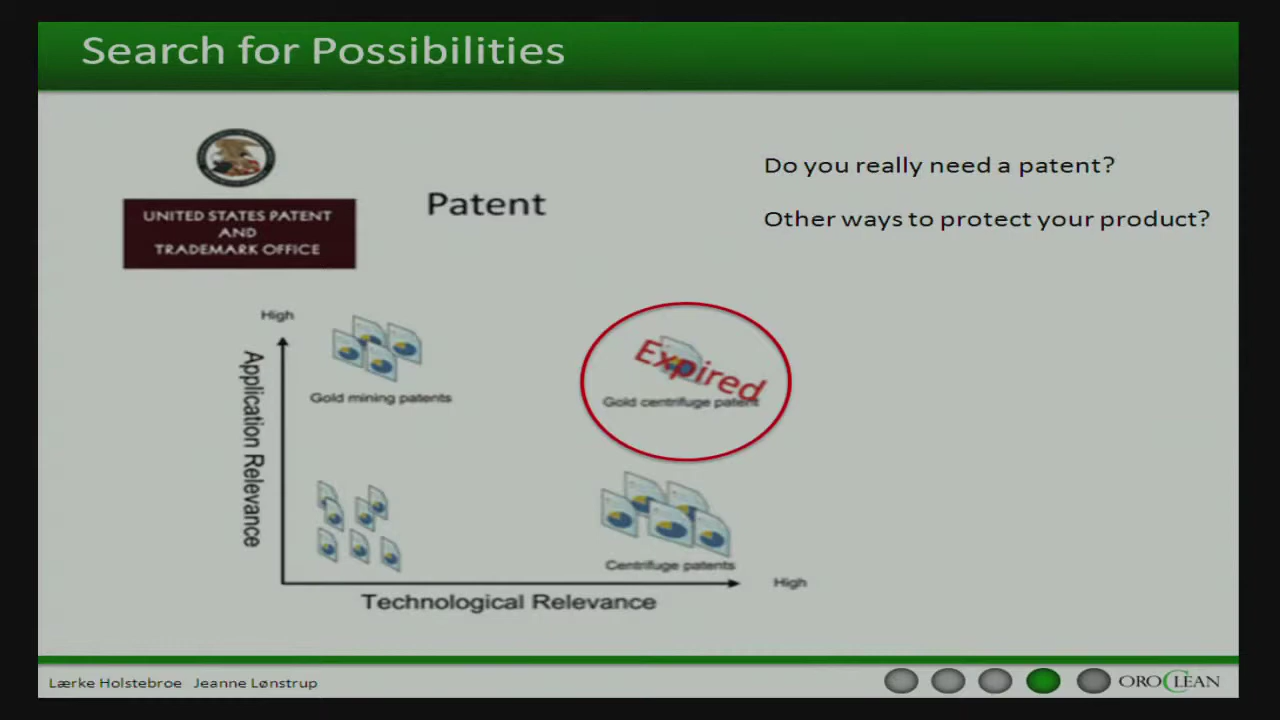 Search for Possibilities
UNITED STATES PATENT
AND
TRADEMARK OFFICE
Patent
Do you really need a patent?
Other ways to protect your product?
High
Application Relevance
Gold mining patents
Expired
Gold centrifuge patent
Centrifuge patents
High
Technological Relevance
Lærke Holstebroe Jeanne Lønstrup
OROCLEAN